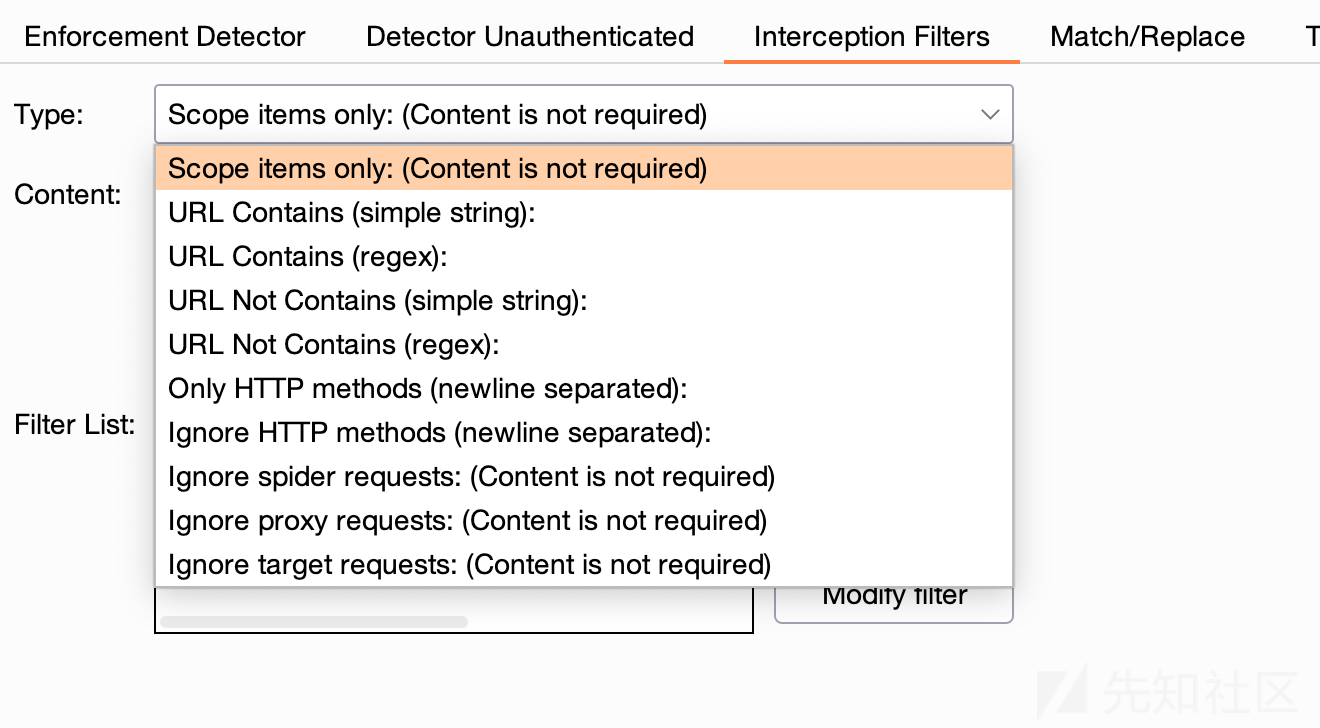 Enforcement Detector Detector Unauthenticated Interception Filters Match/Replace T
Type: Scope items only: (Content is not required)
Scope items only: (Content is not required)
Content:
URL Contains (simple string):
URL Contains (regex):
URL Not Contains (simple string):
URL Not Contains (regex):
Only HTTP methods (newline separated):
Filter List:
Ignore HTTP methods (newline separated):
Ignore spider requests: (Content is not required)
Ignore proxy requests: (Content is not required)
Ignore target requests: (Content is not required)
Modify filter
先知社区